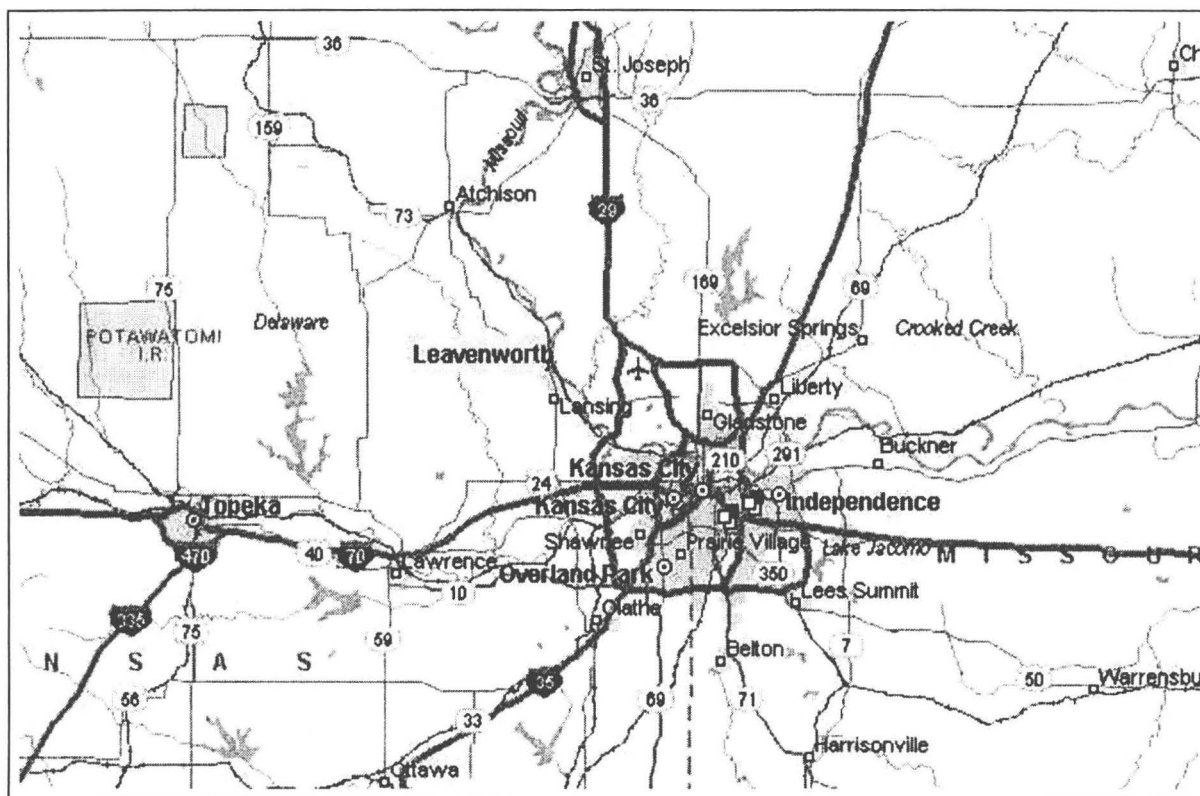 36
St. Joseph
Ch
36
159
Missouri
Atchison
29
73
75
169
69
Delaware
POTAWATOMI
I.R.
Excelsior Springs
Crooked Creek
Leavenworth
Lansing
Liberty
Gladstone
Buckner
Kansas City
210
291
24
Topeka
Kansas City
Independence
470
40
70
Shawnee
Prairie Village
Lake Jacomo
MISSOUR
Lawrence
Overland Park
350
10
Lees Summit
Olathe
335
75
59
7
N S A S
Belton
35
50
Warrensbu
56
69
71
33
Harrisonville
Ottawa